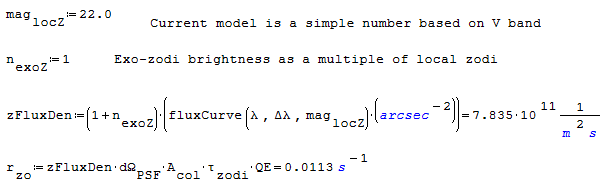 mag_locZ:=22.0    Current model is a simple number based on V band
n_exoZ:=1    Exo-zodi brightness as a multiple of local zodi
zFluxDen:=(1+n_exoZ)·(fluxCurve(λ, Δλ, mag_locZ)·(arcsec^-2))=7.835·10^11 1/(m^2 s)
r_zo:=zFluxDen·dΩ_PSF·A_col·τ_zodi·QE=0.0113 s^-1